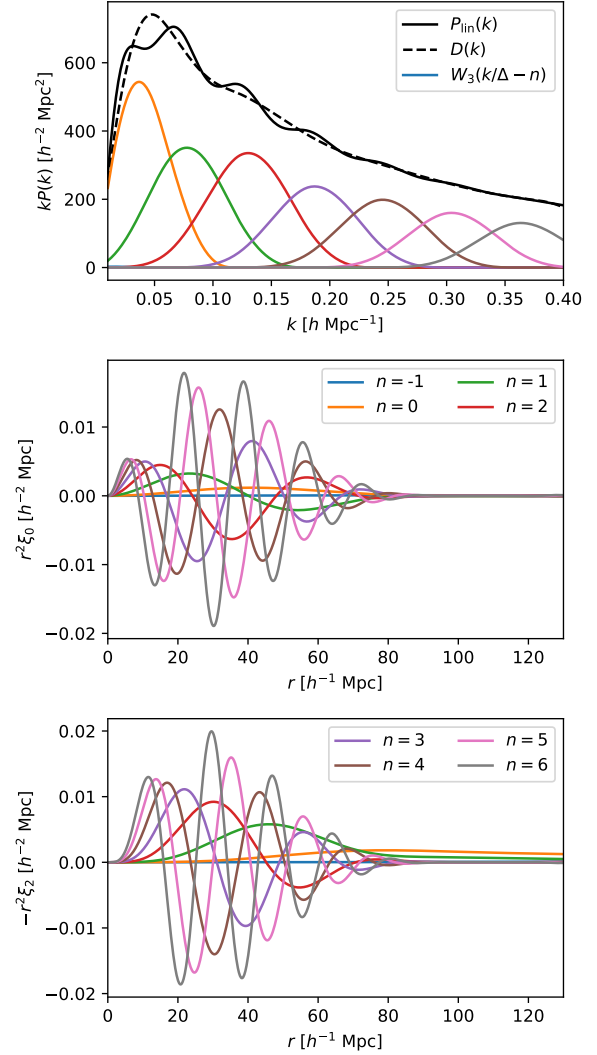 kP(k) [h⁻² Mpc²]
600
400
200
0
P_lin(k)
D(k)
W₃(k/Δ − n)
0.05 0.10 0.15 0.20 0.25 0.30 0.35 0.40
k [h Mpc⁻¹]
r²ξ₀ [h⁻² Mpc]
0.01
0.00
−0.01
−0.02
n = -1 n = 1
n = 0 n = 2
0 20 40 60 80 100 120
r [h⁻¹ Mpc]
−r²ξ₂ [h⁻² Mpc]
0.02
0.01
0.00
−0.01
−0.02
n = 3 n = 5
n = 4 n = 6
0 20 40 60 80 100 120
r [h⁻¹ Mpc]